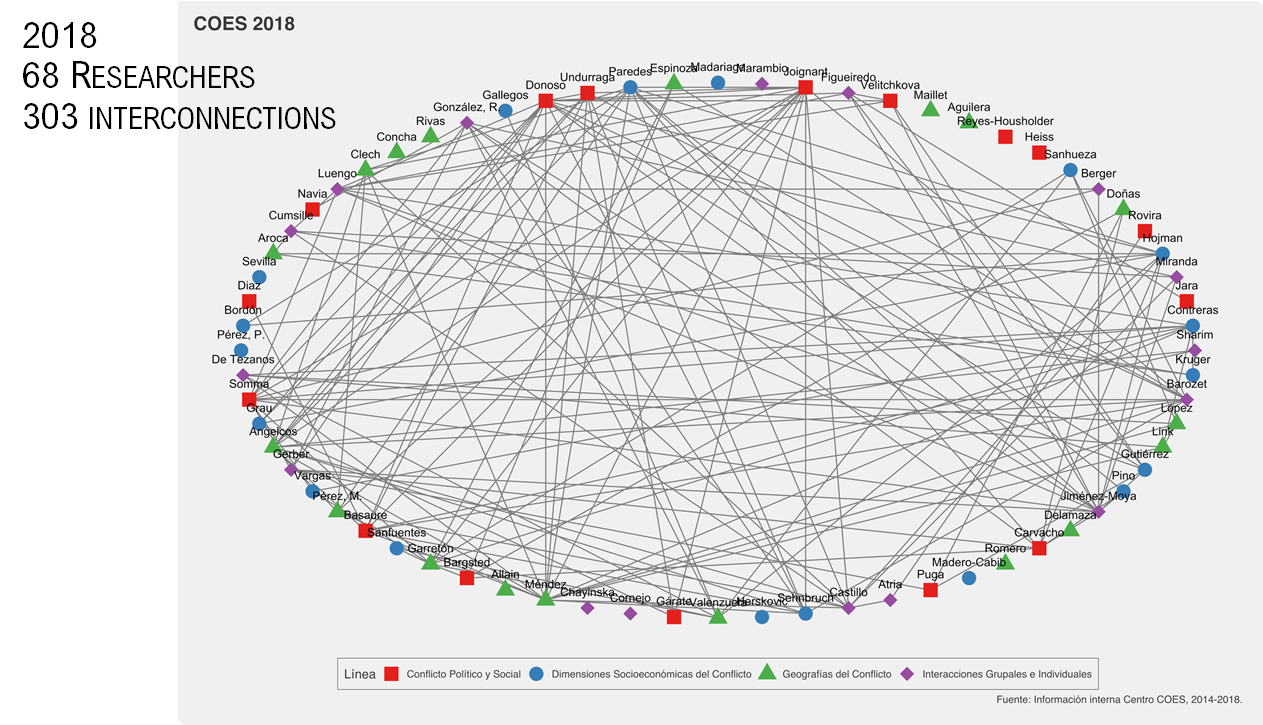 2018
68 RESEARCHERS
303 INTERCONNECTIONS
COES 2018
Espinoza
Madariaga
Marambio
Joignant
Paredes
Figueiredo
Undurraga
Velitchkova
Donoso
Gallegos
Maillet
González, R.
Aguilera
Rivas
Reyes-Housholder
Concha
Heiss
Clech
Sanhueza
Luengo
Berger
Navia
Doñas
Cumsille
Rovira
Aroca
Hojman
Sevilla
Miranda
Diaz
Jara
Bordón
Contreras
Pérez, P.
Sharim
De Tezanos
Kruger
Somma
Barozet
Grau
López
Angelcos
Link
Gerber
Gutiérrez
Vargas
Pino
Pérez, M.
Jiménez-Moya
Basaure
Delamaza
Sanfuentes
Carvacho
Garretón
Romero
Bargsted
Madero-Cabib
Allain
Puga
Méndez
Atria
Chayinska
Castillo
Cornejo
Sehnbruch
Gárate
Valenzuela
Herskovic
Línea
Conflicto Político y Social
Dimensiones Socioeconómicas del Conflicto
Geografías del Conflicto
Interacciones Grupales e Individuales
Fuente: Información interna Centro COES, 2014-2018.